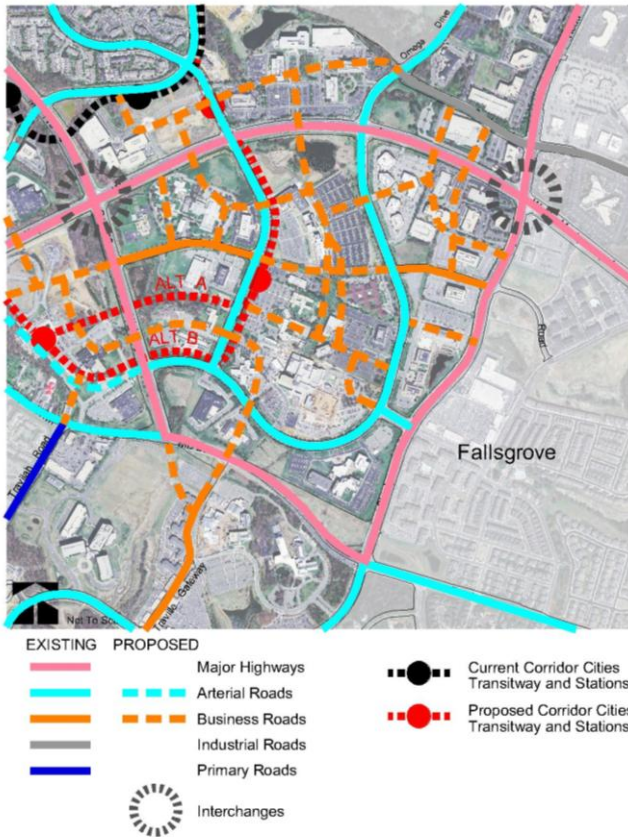 Omega Drive
ALT. A
ALT. B
Road
Fallsgrove
Travilah Road
Traville Gateway
Not To
EXISTING PROPOSED
Major Highways
Arterial Roads
Business Roads
Industrial Roads
Primary Roads
Interchanges
Current Corridor Cities
Transitway and Stations
Proposed Corridor Cities
Transitway and Stations